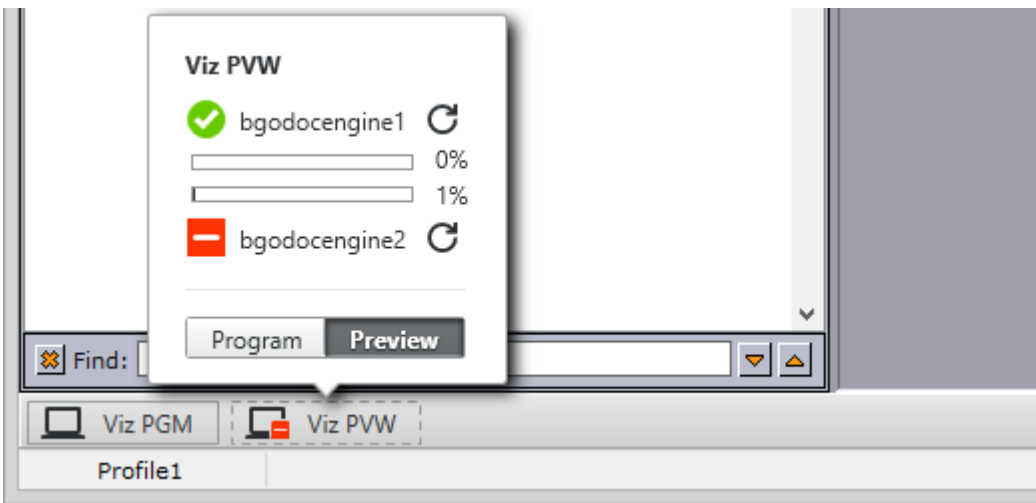 Viz PVW
bgodocengine1
0%
1%
bgodocengine2
Program Preview
Find:
Viz PGM Viz PVW
Profile1